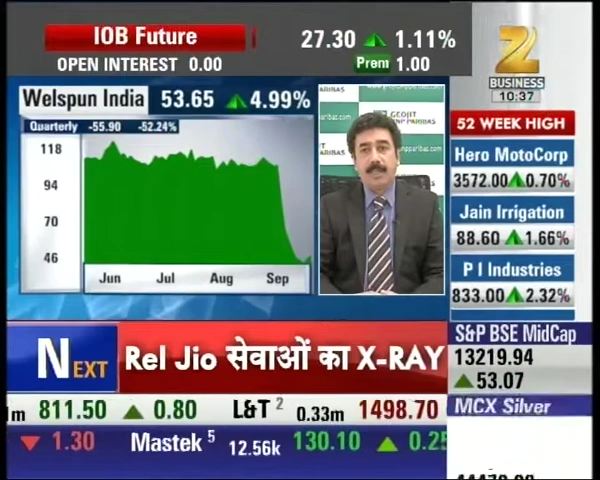 IOB Future 27.30 1.11%
OPEN INTEREST 0.00 Prem 1.00
Z
BUSINESS
10:37
Welspun India 53.65 4.99%
Quarterly -55.90 -52.24%
118
94
70
46
Jun Jul Aug Sep
GEOJIT
BNP PARIBAS
52 WEEK HIGH
Hero MotoCorp
3572.00 0.70%
Jain Irrigation
88.60 1.66%
P I Industries
833.00 2.32%
S&P BSE MidCap
13219.94
53.07
MCX Silver
NEXT Rel Jio सेवाओं का X-RAY
1m 811.50 0.80 L&T 2 0.33m 1498.70
1.30 Mastek 5 12.56k 130.10 0.25